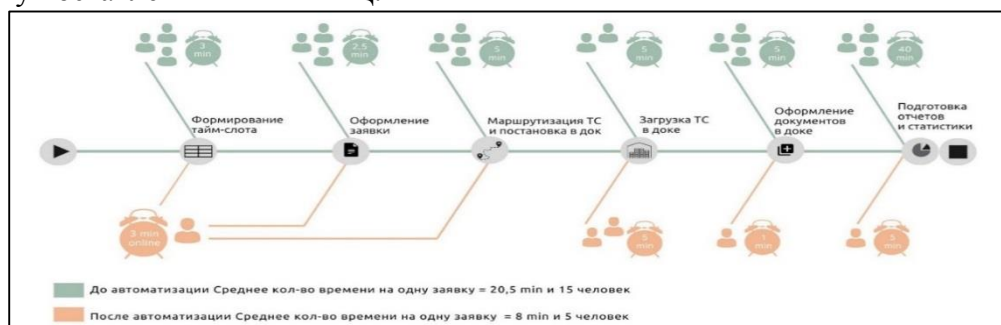 3
min
2,5
min
5
min
5
min
5
min
40
min
Формирование
тайм-слота
Оформление
заявки
Маршрутизация ТС
и постановка в док
Загрузка ТС
в доке
Оформление
документов
в доке
Подготовка
отчетов
и статистики
3 min
online
5
min
1
min
5
min
До автоматизации Среднее кол-во времени на одну заявку = 20,5 min и 15 человек
После автоматизации Среднее кол-во времени на одну заявку = 8 min и 5 человек